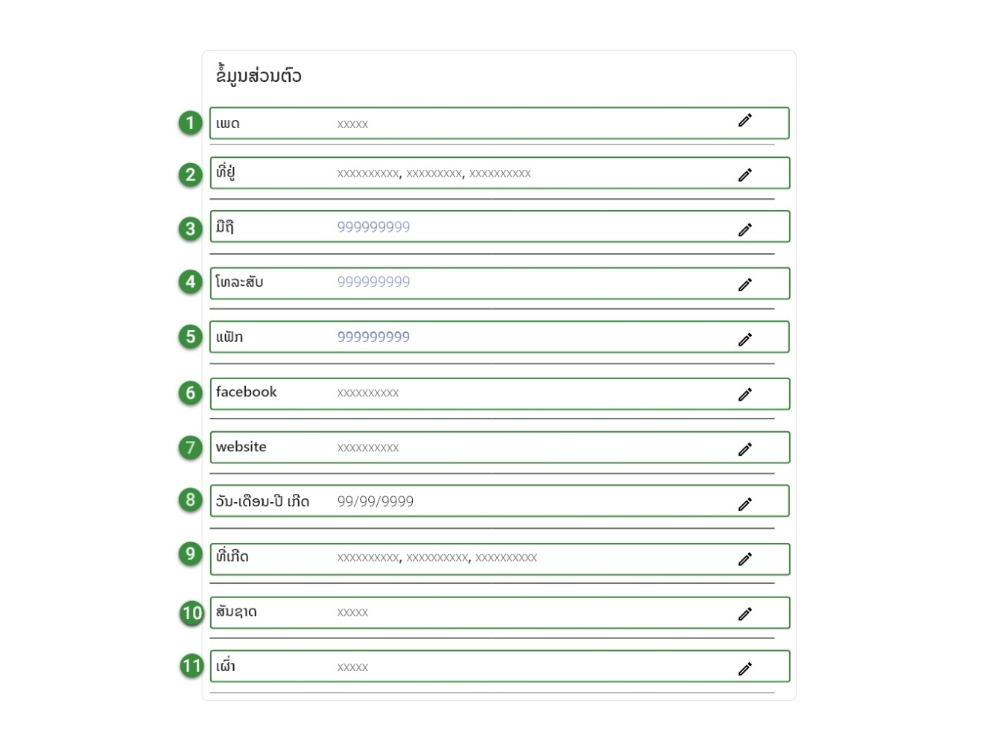 ຂໍ້ມູນສ່ວນຕົວ
1 ເພດ xxxxx
2 ທີ່ຢູ່ xxxxxxxxxx, xxxxxxxxx, xxxxxxxxxx
3 ມືຖື 99999999999
4 ໂທລະສັບ 999999999
5 ແຟັກ 999999999
6 facebook xxxxxxxxxx
7 website xxxxxxxxxx
8 ວັນ-ເດືອນ-ປີ ເກີດ 99/99/9999
9 ທີ່ເກີດ xxxxxxxxxx, xxxxxxxxxx, xxxxxxxxxx
10 ສັນຊາດ xxxxx
11 ເຜົ່າ xxxxx